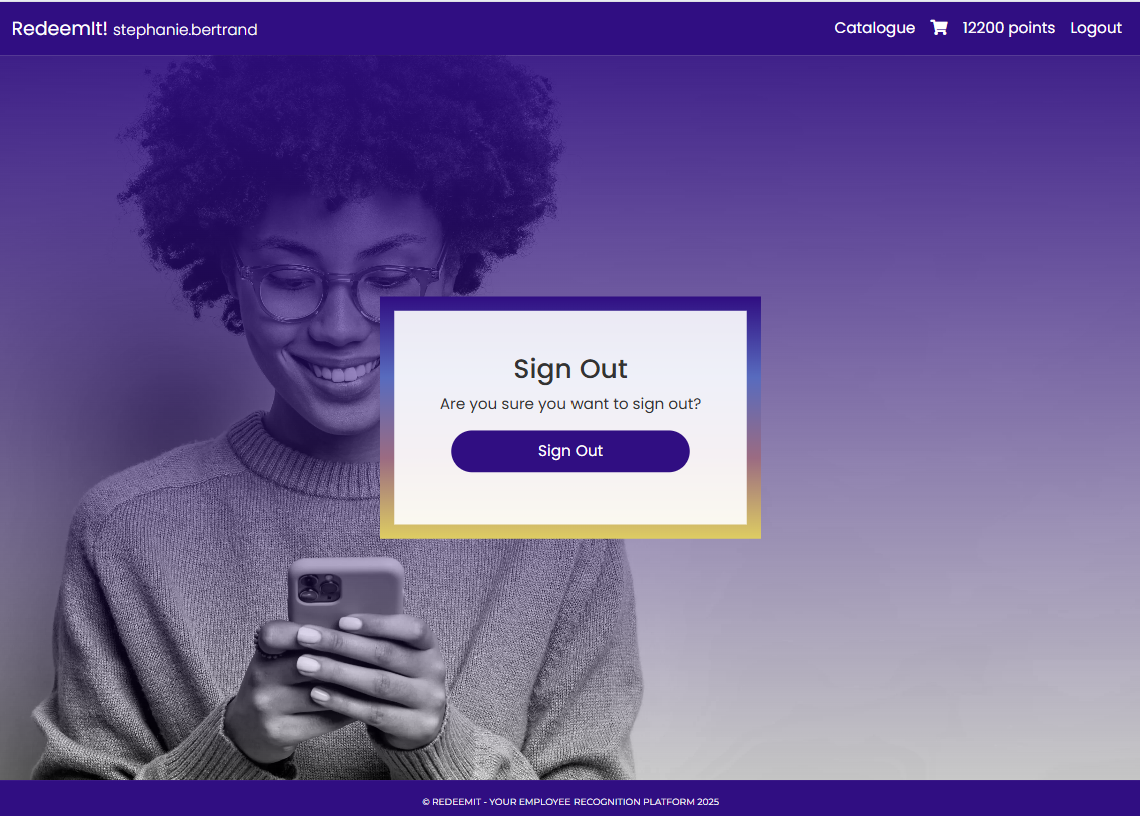 RedeemIt! stephanie.bertrand
Catalogue 12200 points Logout
Sign Out
Are you sure you want to sign out?
Sign Out
© REDEEMIT - YOUR EMPLOYEE RECOGNITION PLATFORM 2025